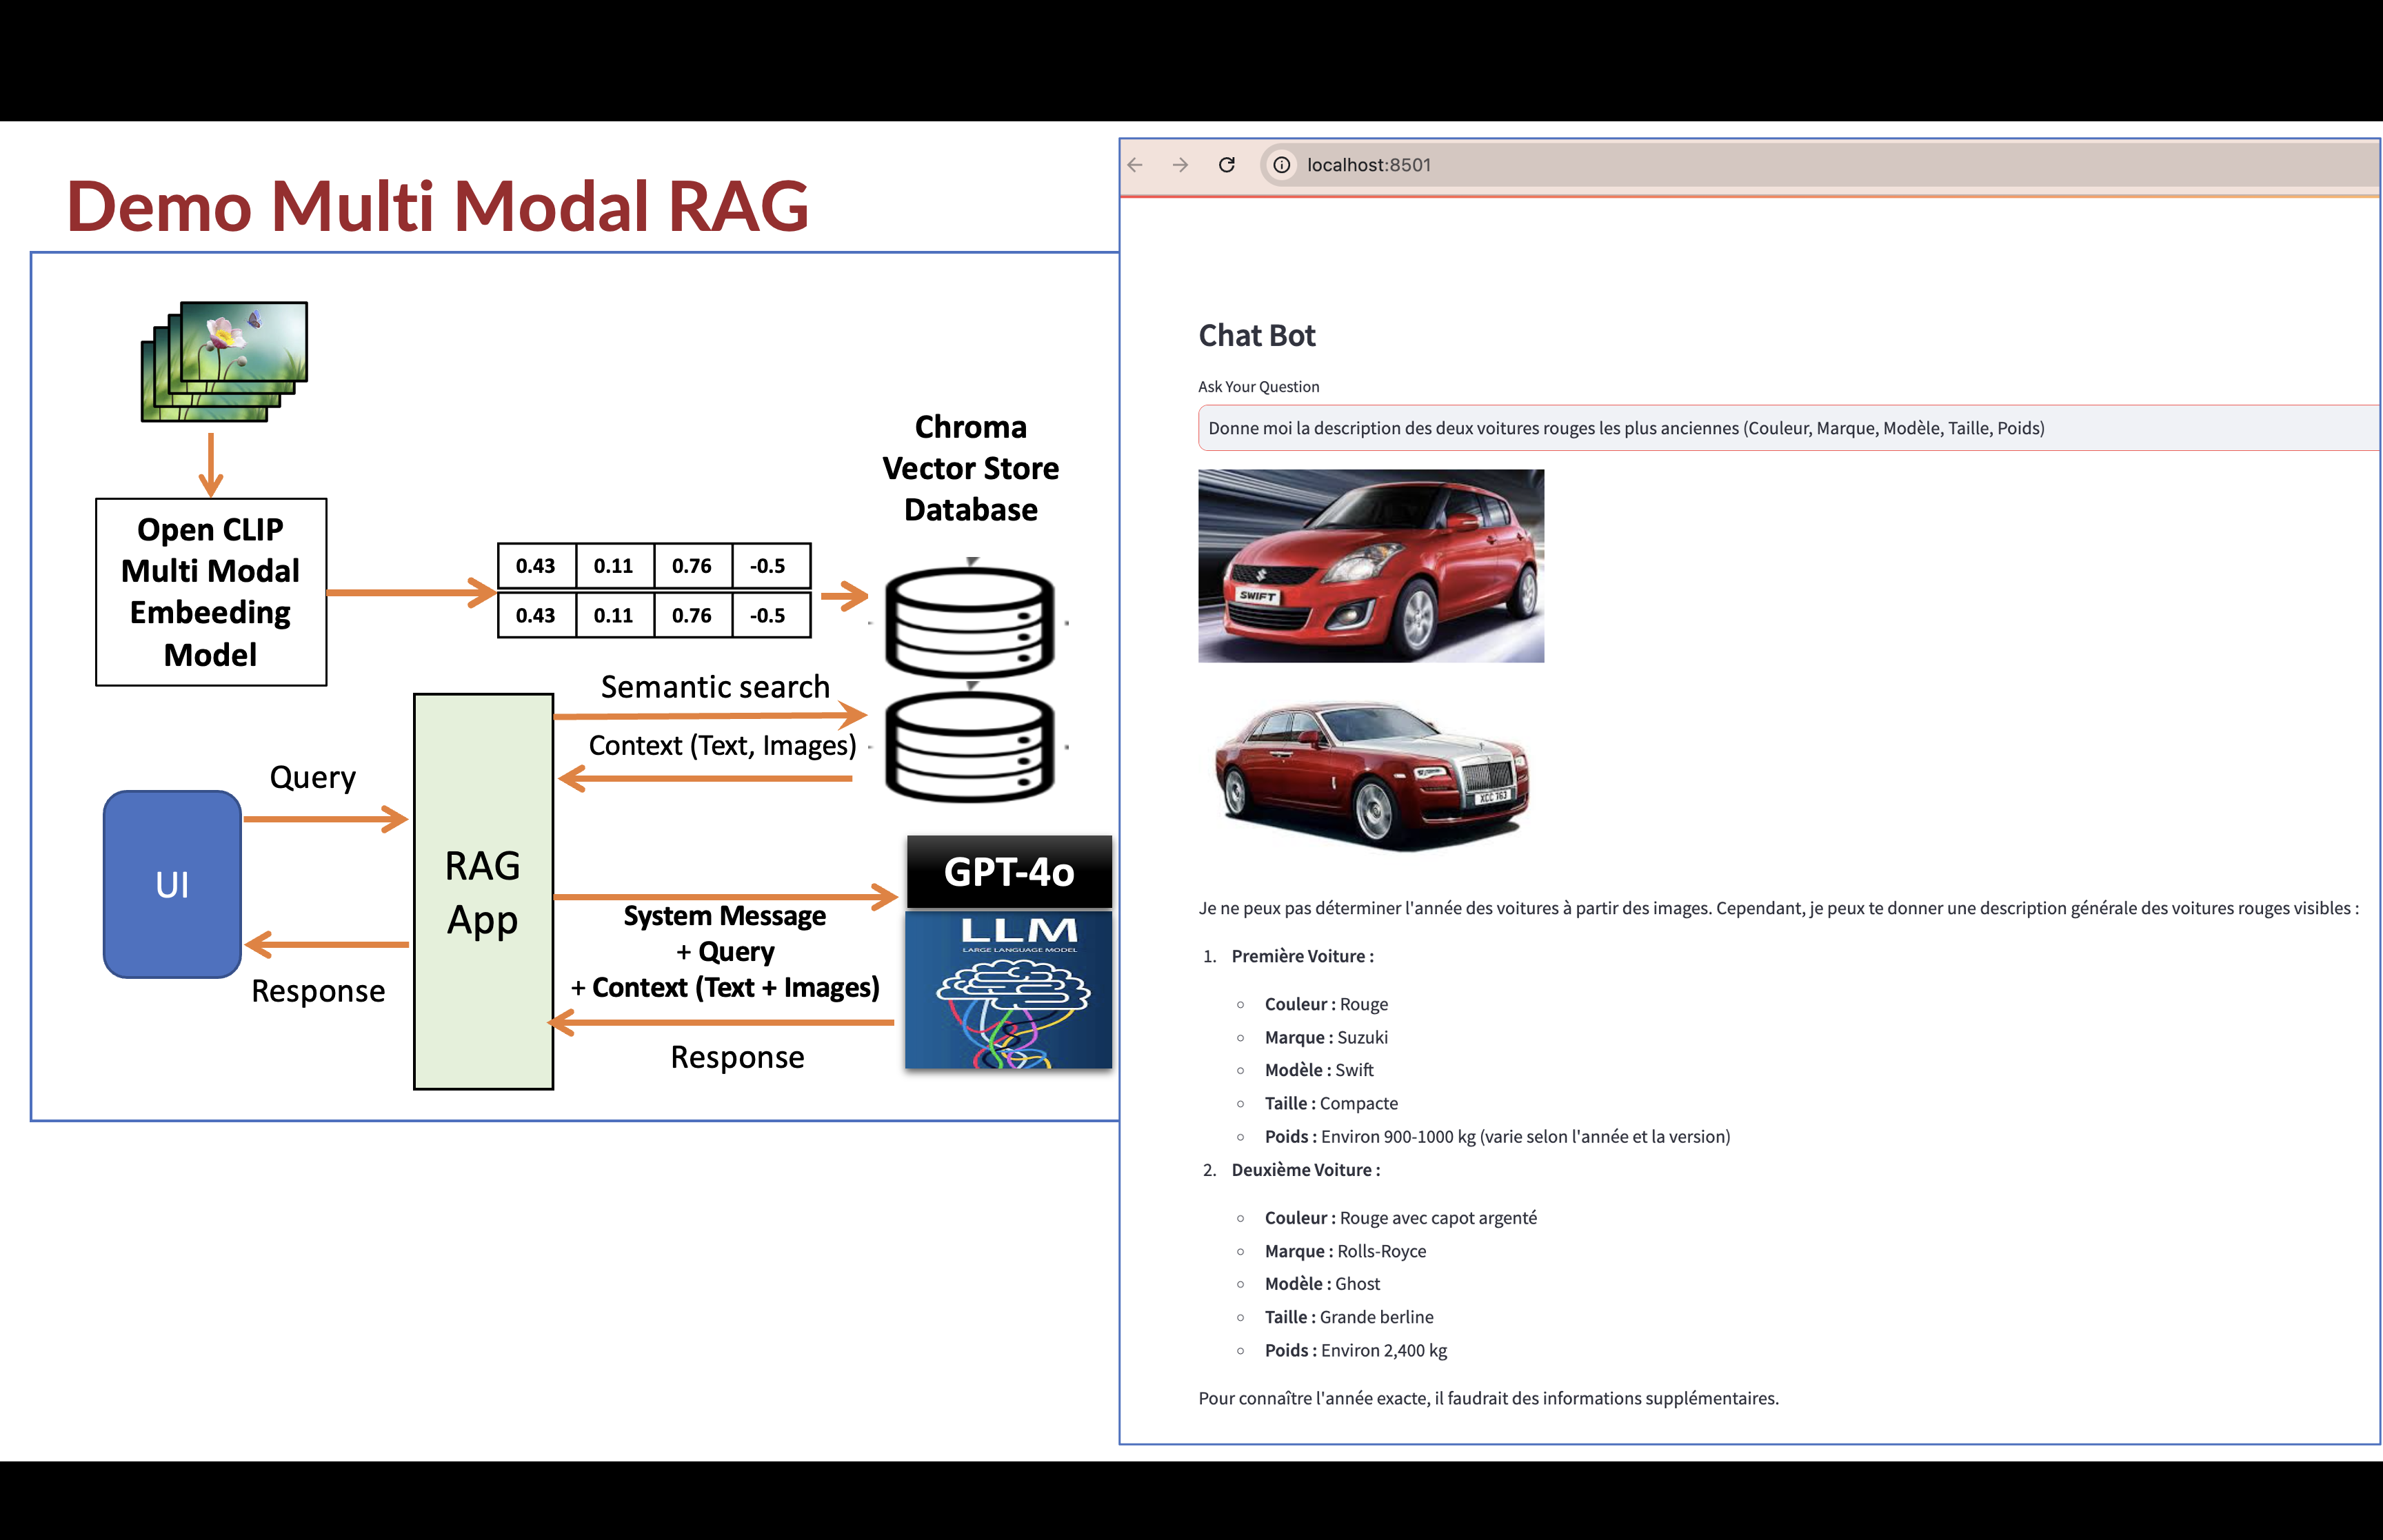 Demo Multi Modal RAG
Open CLIP
Multi Modal
Embeeding
Model
0.43 0.11 0.76 -0.5
0.43 0.11 0.76 -0.5
Chroma
Vector Store
Database
Semantic search
Context (Text, Images)
Query
UI
Response
RAG
App
System Message
+ Query
+ Context (Text + Images)
Response
GPT-4o
LLM
LARGE LANGUAGE MODEL
localhost:8501
Chat Bot
Ask Your Question
Donne moi la description des deux voitures rouges les plus anciennes (Couleur, Marque, Modèle, Taille, Poids)
SWIFT
XCC 763
Je ne peux pas déterminer l'année des voitures à partir des images. Cependant, je peux te donner une description générale des voitures rouges visibles :
1. Première Voiture :
○ Couleur : Rouge
○ Marque : Suzuki
○ Modèle : Swift
○ Taille : Compacte
○ Poids : Environ 900-1000 kg (varie selon l'année et la version)
2. Deuxième Voiture :
○ Couleur : Rouge avec capot argenté
○ Marque : Rolls-Royce
○ Modèle : Ghost
○ Taille : Grande berline
○ Poids : Environ 2,400 kg
Pour connaître l'année exacte, il faudrait des informations supplémentaires.